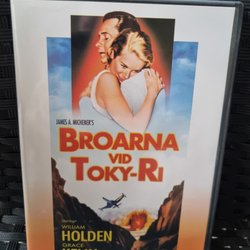 JAMES A. MICHENER'S
BROARNA
VID
TOKY-RI
WILLIAM
HOLDEN
GRACE